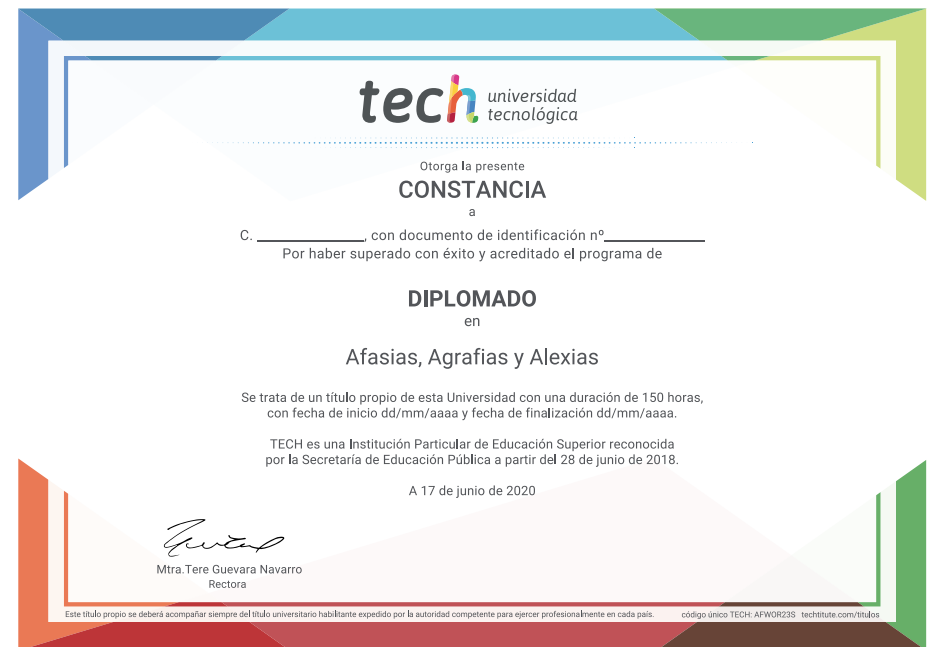 tech universidad
tecnológica
Otorga la presente
CONSTANCIA
a
C. ____________, con documento de identificación nº____________
Por haber superado con éxito y acreditado el programa de
DIPLOMADO
en
Afasias, Agrafias y Alexias
Se trata de un título propio de esta Universidad con una duración de 150 horas,
con fecha de inicio dd/mm/aaaa y fecha de finalización dd/mm/aaaa.
TECH es una Institución Particular de Educación Superior reconocida
por la Secretaría de Educación Pública a partir del 28 de junio de 2018.
A 17 de junio de 2020
Mtra.Tere Guevara Navarro
Rectora
Este título propio se deberá acompañar siempre del título universitario habilitante expedido por la autoridad competente para ejercer profesionalmente en cada país. código único TECH: AFWOR23S techtitute.com/titulos